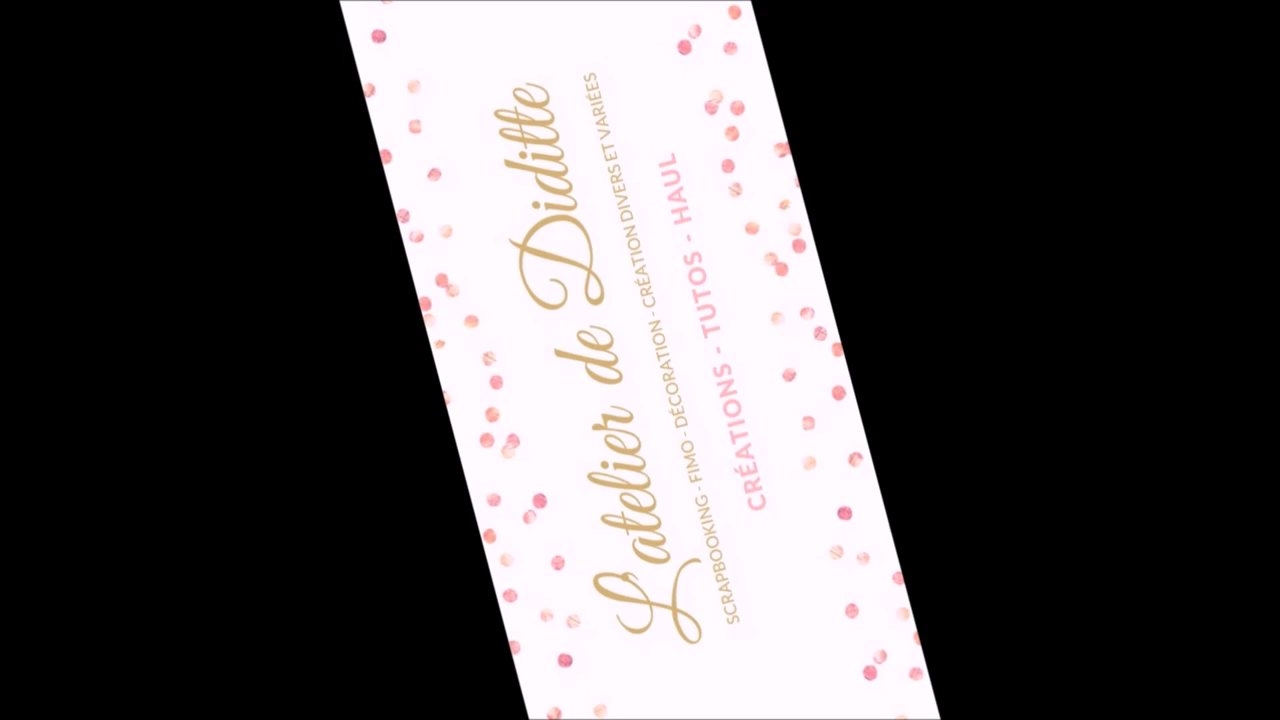 L'atelier de Diditte
SCRAPBOOKING - FIMO - DÉCORATION - CRÉATION DIVERS ET VARIÉES
CRÉATIONS - TUTOS - HAUL